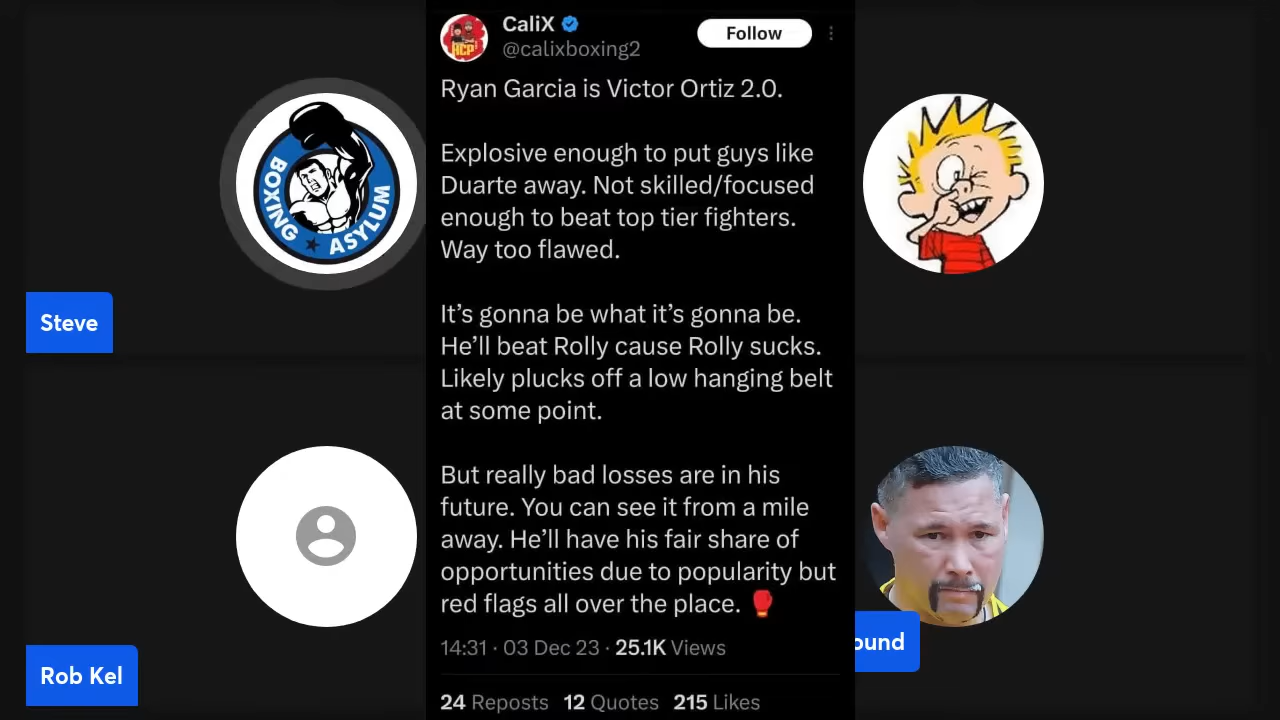 CaliX
@calixboxing2
Follow
Ryan Garcia is Victor Ortiz 2.0.
Explosive enough to put guys like
Duarte away. Not skilled/focused
enough to beat top tier fighters.
Way too flawed.
It’s gonna be what it’s gonna be.
He’ll beat Rolly cause Rolly sucks.
Likely plucks off a low hanging belt
at some point.
But really bad losses are in his
future. You can see it from a mile
away. He’ll have his fair share of
opportunities due to popularity but
red flags all over the place. 🥊
14:31 · 03 Dec 23 · 25.1K Views
24 Reposts 12 Quotes 215 Likes
BOXING ★ ASYLUM
Steve
Rob Kel
ound
HCP